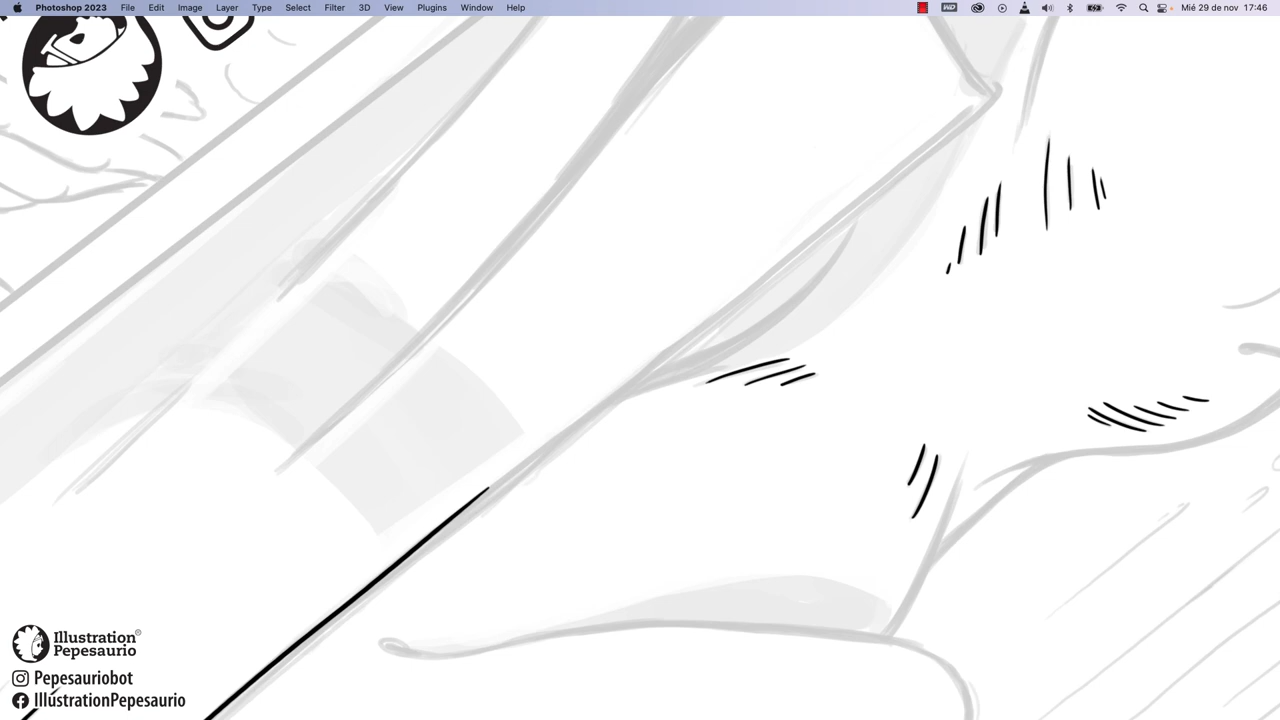 Photoshop 2023 File Edit Image Layer Type Select Filter 3D View Plugins Window Help Mié 29 de nov 17:46
Illustration®
Pepesaurio
Pepesauriobot
IllustrationPepesaurio